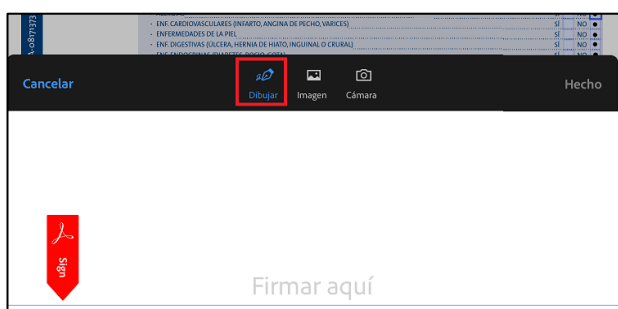 - ENF. CARDIOVASCULARES (INFARTO, ANGINA DE PECHO, VARICES) SÍ NO
- ENFERMEDADES DE LA PIEL SÍ NO
- ENF. DIGESTIVAS (ÚLCERA, HERNIA DE HIATO, INGUINAL O CRURAL) SÍ NO
A-08171373
Cancelar
Dibujar Imagen Cámara
Hecho
Sign
Firmar aquí